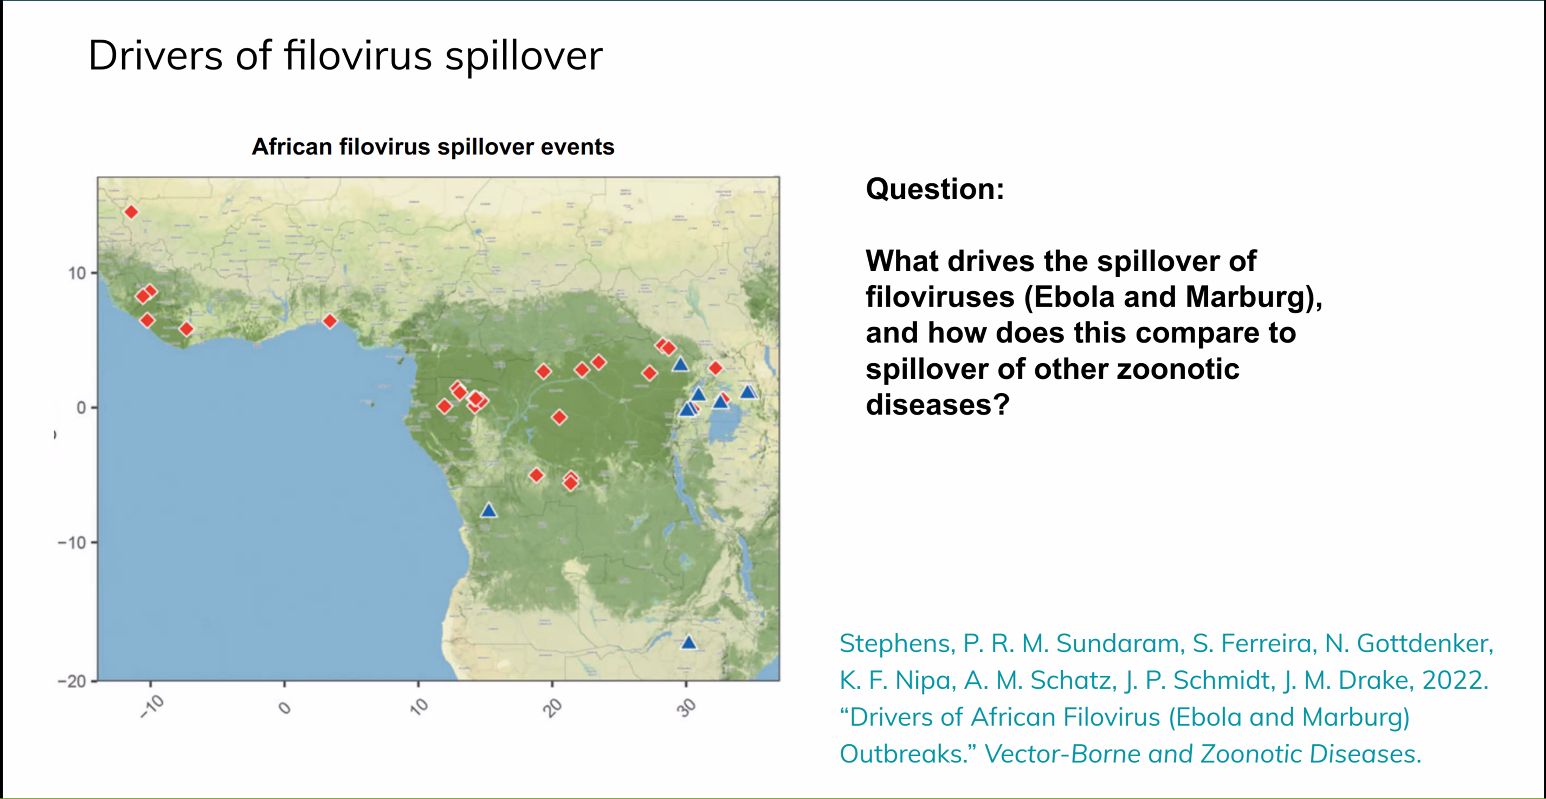 Drivers of filovirus spillover
African filovirus spillover events
10
0
−10
−20
−10
0
10
20
30
Question:
What drives the spillover of
filoviruses (Ebola and Marburg),
and how does this compare to
spillover of other zoonotic
diseases?
Stephens, P. R. M. Sundaram, S. Ferreira, N. Gottdenker,
K. F. Nipa, A. M. Schatz, J. P. Schmidt, J. M. Drake, 2022.
“Drivers of African Filovirus (Ebola and Marburg)
Outbreaks.” Vector-Borne and Zoonotic Diseases.